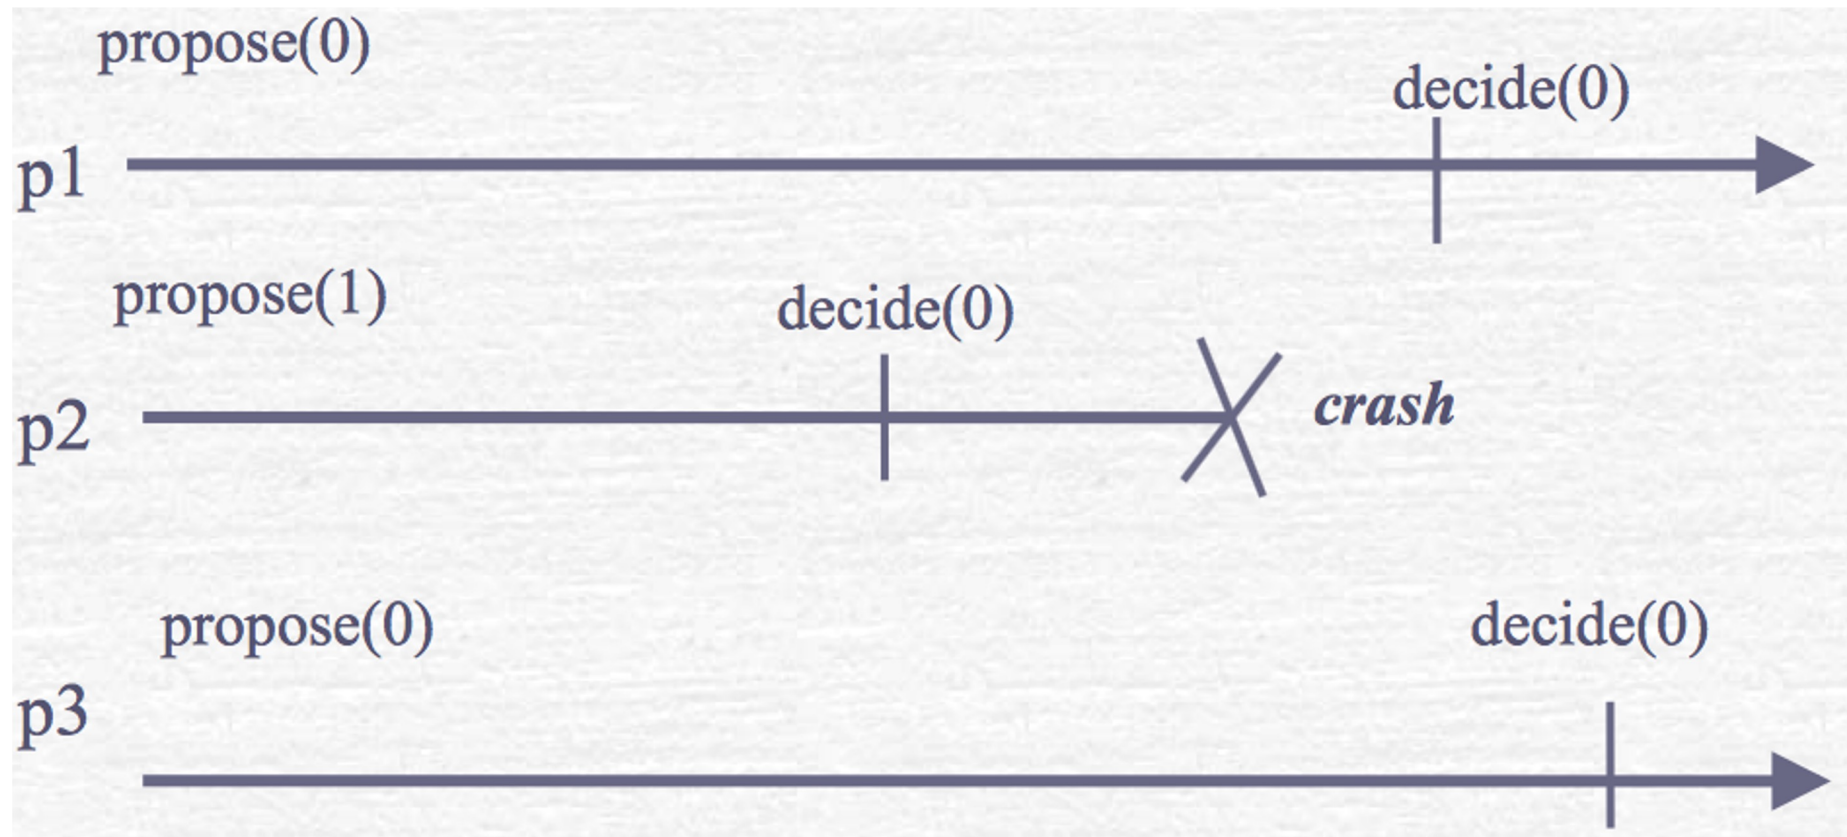 propose(0)
decide(0)
p1
propose(1)
decide(0)
crash
p2
propose(0)
decide(0)
p3